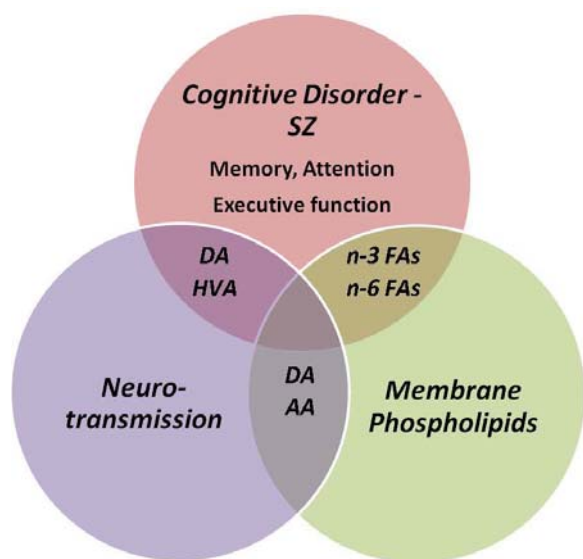 Cognitive Disorder -
SZ
Memory, Attention
Executive function
DA
HVA
n-3 FAs
n-6 FAs
Neuro-
transmission
DA
AA
Membrane
Phospholipids